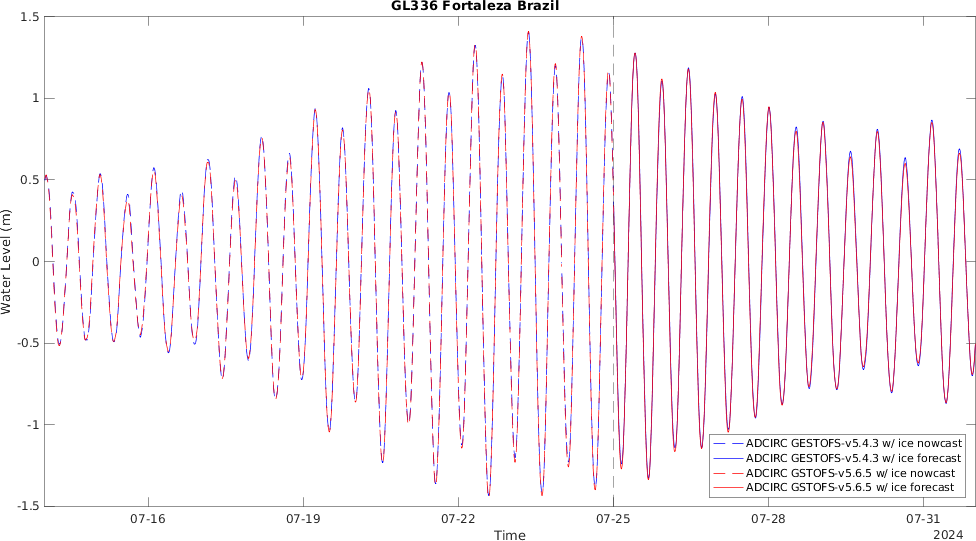 GL336 Fortaleza Brazil
1.5
1
0.5
0
-0.5
-1
-1.5
Water Level (m)
07-16
07-19
07-22
07-25
07-28
07-31
2024
Time
ADCIRC GESTOFS-v5.4.3 w/ ice nowcast
ADCIRC GESTOFS-v5.4.3 w/ ice forecast
ADCIRC GSTOFS-v5.6.5 w/ ice nowcast
ADCIRC GSTOFS-v5.6.5 w/ ice forecast